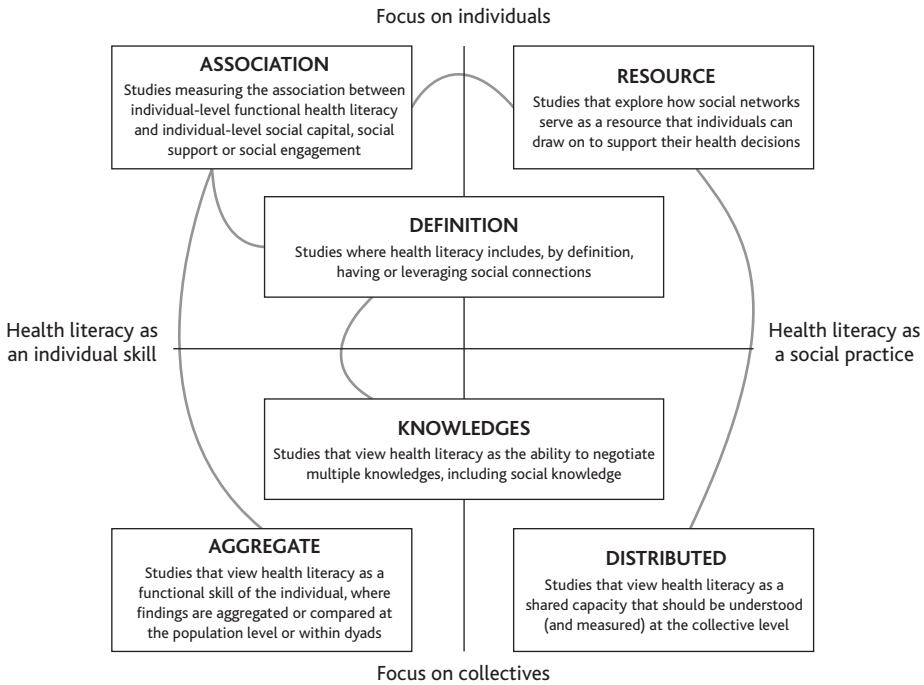 Focus on individuals
ASSOCIATION
Studies measuring the association between
individual-level functional health literacy
and individual-level social capital, social
support or social engagement
RESOURCE
Studies that explore how social networks
serve as a resource that individuals can
draw on to support their health decisions
DEFINITION
Studies where health literacy includes, by definition,
having or leveraging social connections
Health literacy as
an individual skill
Health literacy as
a social practice
KNOWLEDGES
Studies that view health literacy as the ability to negotiate
multiple knowledges, including social knowledge
AGGREGATE
Studies that view health literacy as a
functional skill of the individual, where
findings are aggregated or compared at
the population level or within dyads
DISTRIBUTED
Studies that view health literacy as a
shared capacity that should be understood
(and measured) at the collective level
Focus on collectives